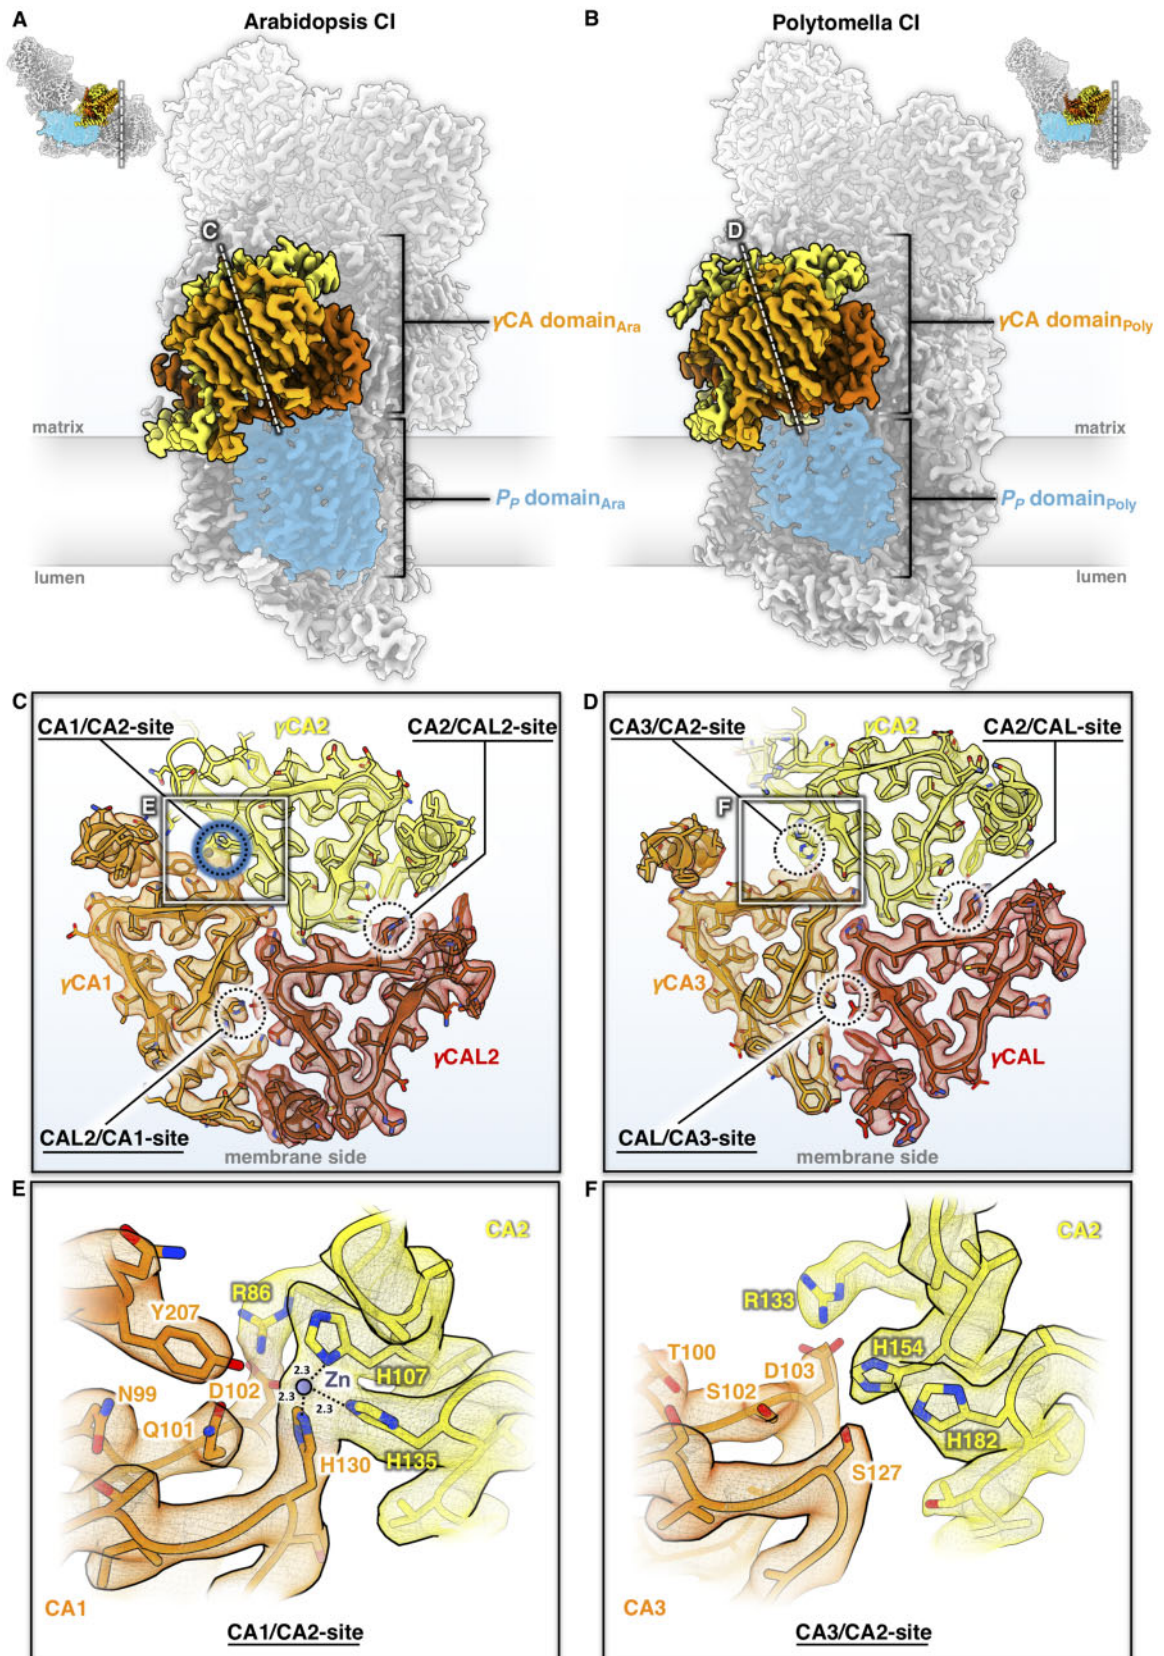 A
Arabidopsis CI
B
Polytomella CI
C
D
γCA domainAra
γCA domainPoly
matrix
matrix
PP domainAra
PP domainPoly
lumen
lumen
C
CA1/CA2-site
γCA2
CA2/CAL2-site
E
γCA1
γCAL2
CAL2/CA1-site
membrane side
D
CA3/CA2-site
γCA2
CA2/CAL-site
F
γCA3
γCAL
CAL/CA3-site
membrane side
E
CA2
R86
Y207
2.3
Zn
H107
N99
D102
2.3
2.3
Q101
H130
H135
CA1
CA1/CA2-site
F
CA2
R133
T100
H154
D103
S102
H182
S127
CA3
CA3/CA2-site